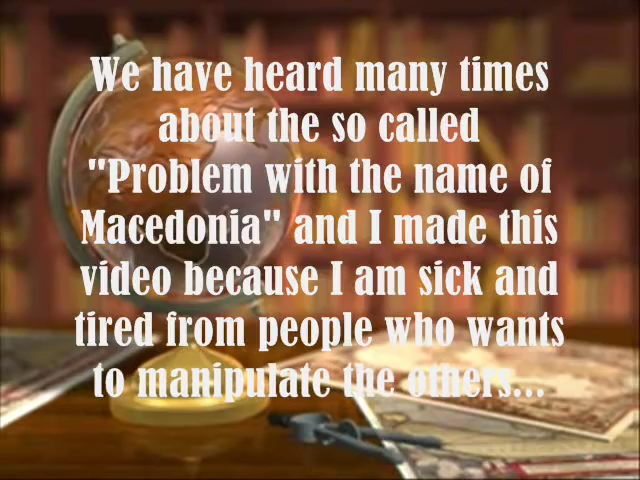 We have heard many times
about the so called
"Problem with the name of
Macedonia" and I made this
video because I am sick and
tired from people who wants
to manipulate the others...